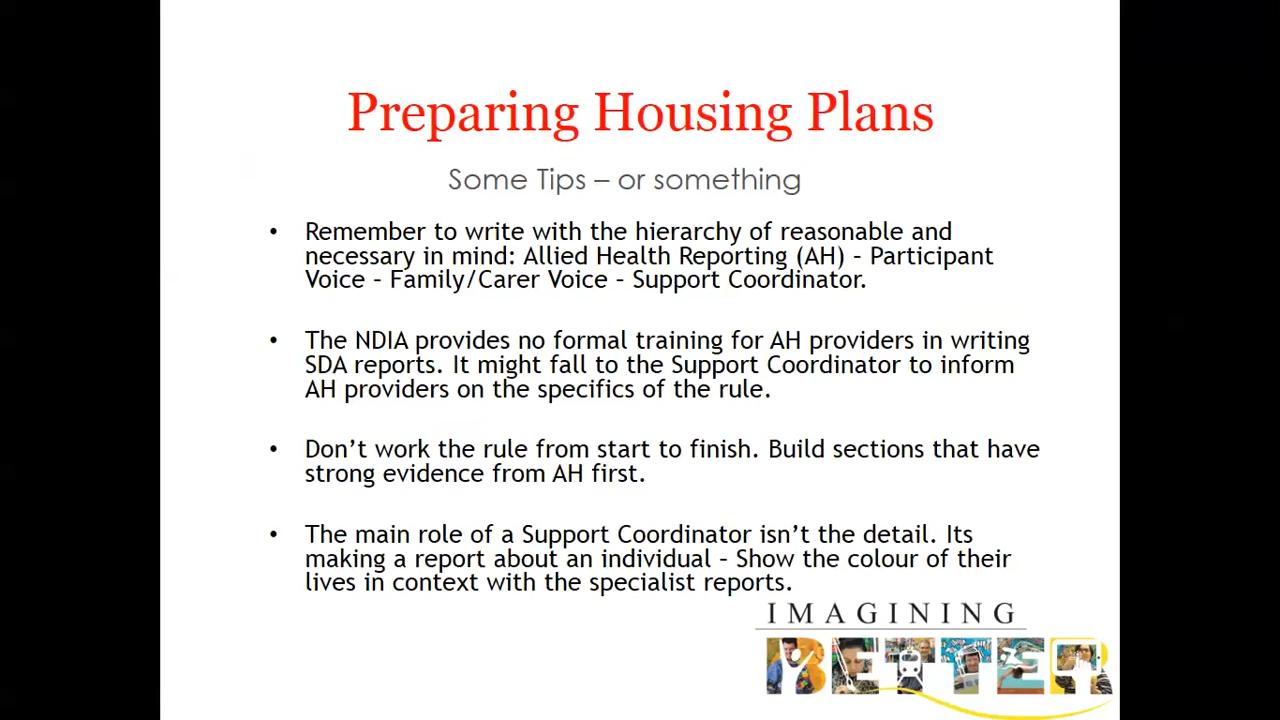 Preparing Housing Plans
Some Tips – or something
• Remember to write with the hierarchy of reasonable and
necessary in mind: Allied Health Reporting (AH) – Participant
Voice – Family/Carer Voice – Support Coordinator.
• The NDIA provides no formal training for AH providers in writing
SDA reports. It might fall to the Support Coordinator to inform
AH providers on the specifics of the rule.
• Don’t work the rule from start to finish. Build sections that have
strong evidence from AH first.
• The main role of a Support Coordinator isn’t the detail. Its
making a report about an individual – Show the colour of their
lives in context with the specialist reports.
IMAGINING
BETTER